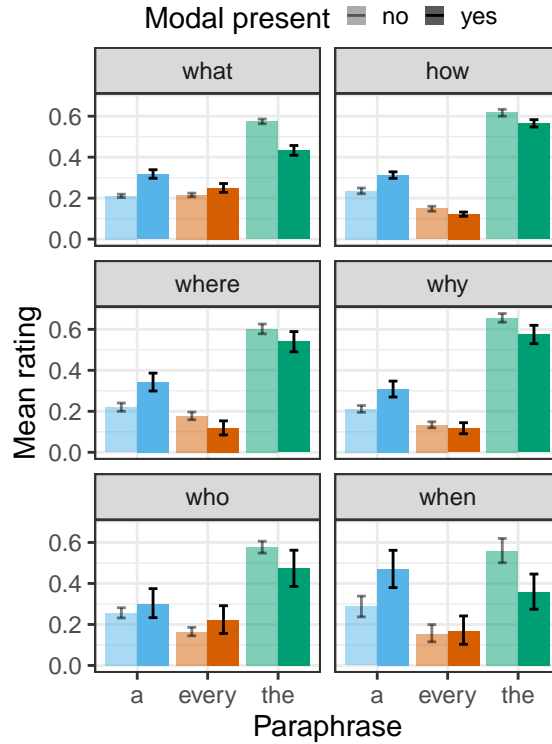 Modal present no yes
what how
0.6
0.4
0.2
0.0
where why
0.6
0.4
0.2
0.0
who when
0.6
0.4
0.2
0.0
Mean rating
a every the a every the
Paraphrase